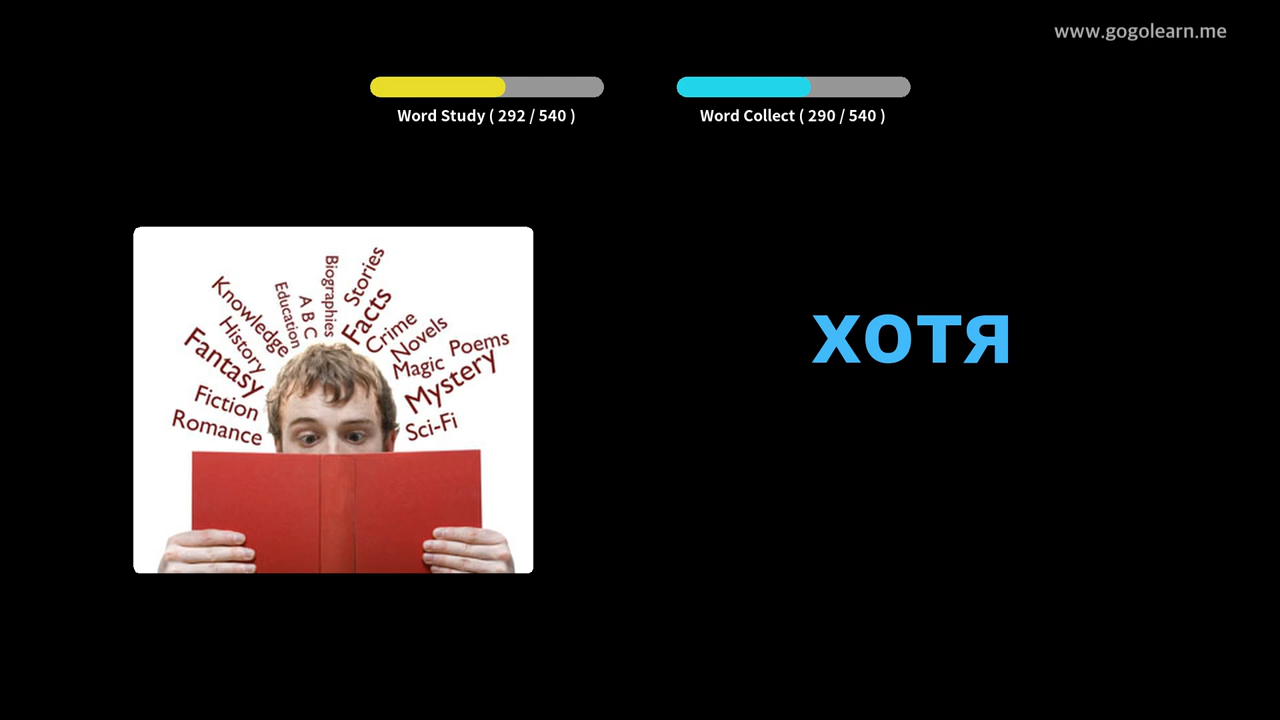 www.gogolearn.me
Word Study ( 292 / 540 )
Word Collect ( 290 / 540 )
Biographies
Stories
Education
A B C
Facts
Knowledge
History
Crime
Novels
Poems
Fantasy
Magic
Mystery
Fiction
Romance
Sci-Fi
хотя